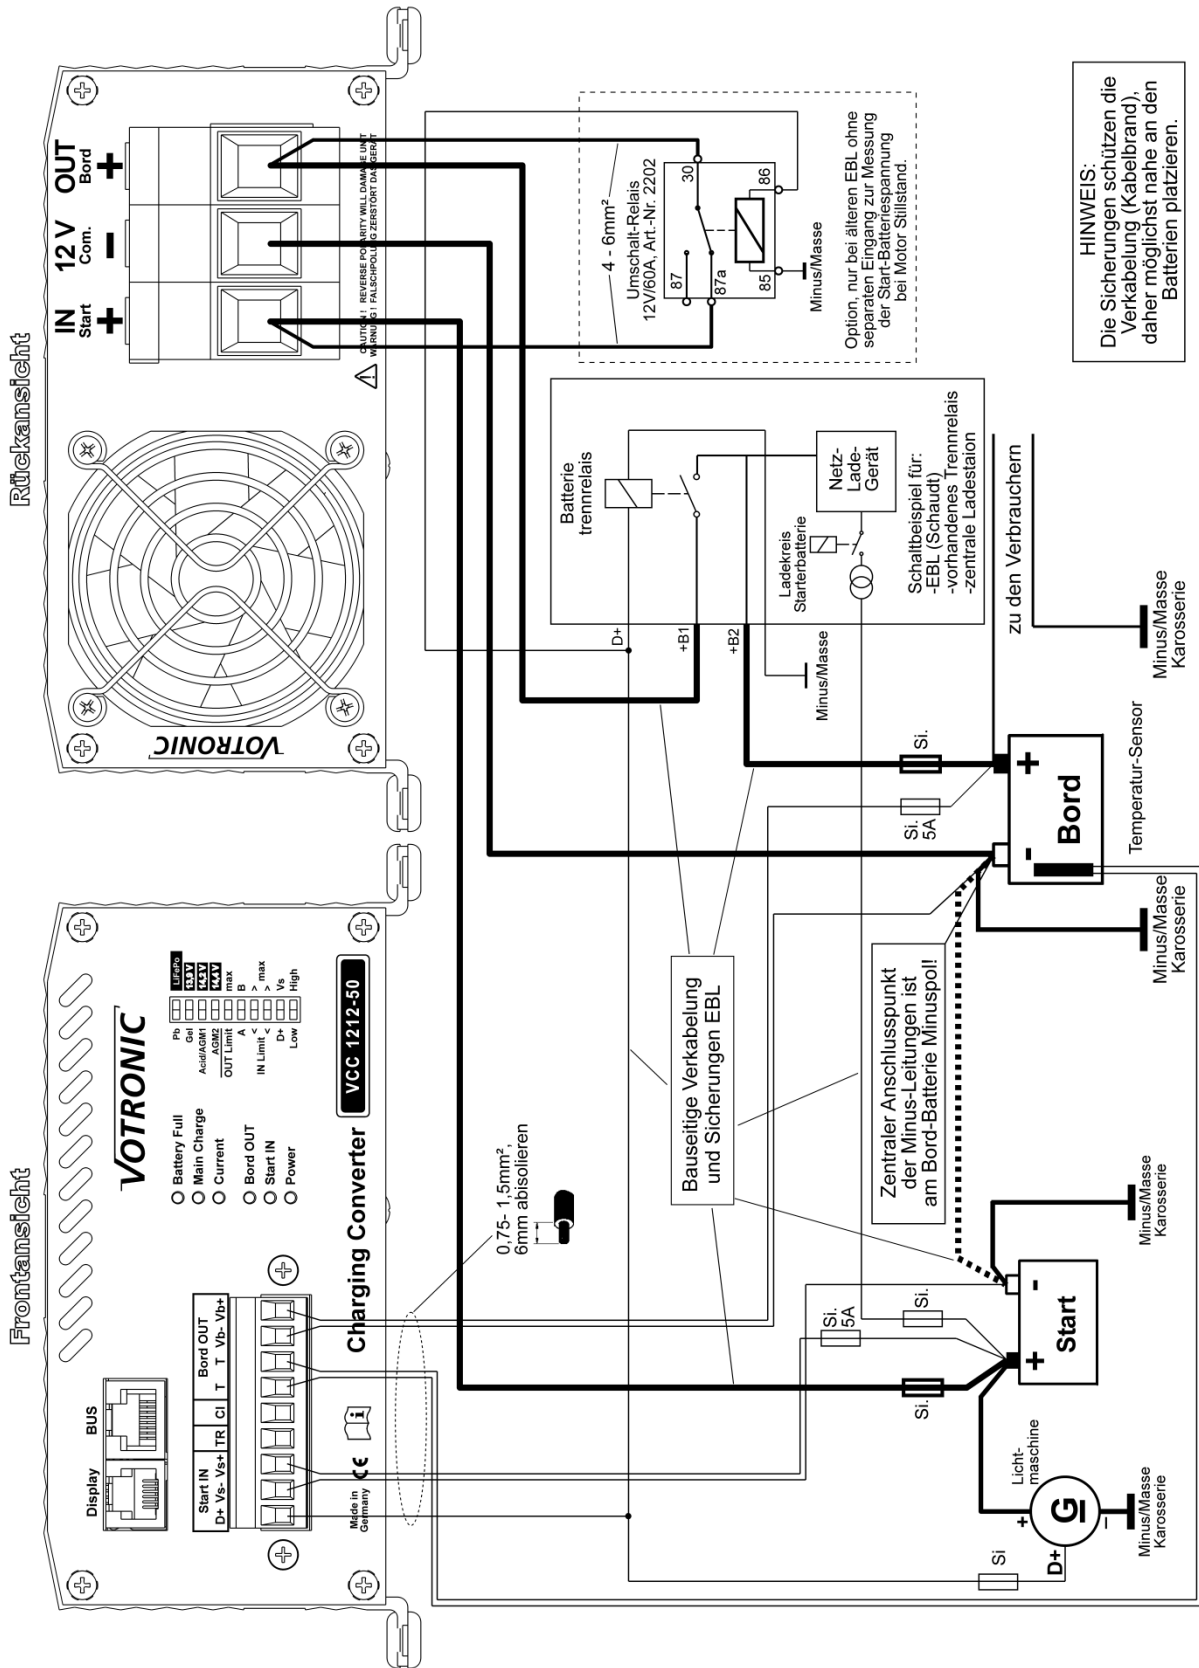 Frontansicht
Display
BUS
Start IN
D+ Vs- Vs+
TR
CI
Bord OUT
T T Vb- Vb+
Made in
Germany
CE
i
Charging Converter
VCC 1212-50
VOTRONIC
Battery Full
Main Charge
Current
Bord OUT
Start IN
Power
Pb
LiFePo
Gel
13,9 V
Acid/AGM1
14,2 V
AGM2
14,4 V
OUT Limit
max
A
B
IN Limit <
> max
<
>
D+
Vs
Low
High
Rückansicht
VOTRONIC
IN
Start
+
12 V
Com.
-
OUT
Bord
+
CAUTION ! REVERSE POLARITY WILL DAMAGE UNIT
WARNUNG ! FALSCHPOLUNG ZERSTÖRT DAS GERÄT
0,75- 1,5mm²,
6mm abisolieren
4 - 6mm²
Umschalt-Relais
12V/60A, Art.-Nr. 2202
30
87
87a
86
85
Minus/Masse
Option, nur bei älteren EBL ohne
separaten Eingang zur Messung
der Start-Batteriespannung
bei Motor Stillstand.
Batterie
trennrelais
Netz-
Lade-
Gerät
Ladekreis
Starterbatterie
Schaltbeispiel für:
-EBL (Schaudt)
-vorhandenes Trennrelais
-zentrale Ladestaion
D+
+B1
+B2
Minus/Masse
Bauseitige Verkabelung
und Sicherungen EBL
Zentraler Anschlusspunkt
der Minus-Leitungen ist
am Bord-Batterie Minuspol!
Si
Si.
Si.
5A
Si.
Si.
5A
Si.
D+
+
G
-
Licht-
maschine
Minus/Masse
Karosserie
+
-
Start
Minus/Masse
Karosserie
-
+
Bord
Minus/Masse
Karosserie
Temperatur-Sensor
zu den Verbrauchern
Minus/Masse
Karosserie
HINWEIS:
Die Sicherungen schützen die
Verkabelung (Kabelbrand),
daher möglichst nahe an den
Batterien platzieren.